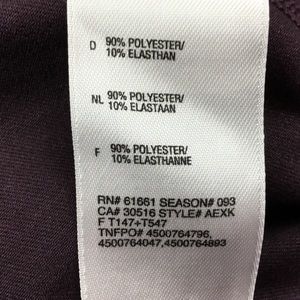 D 90% POLYESTER/
10% ELASTHAN
NL 90% POLYESTER/
10% ELASTAAN
F 90% POLYESTER/
10% ELASTHANNE
RN# 61661 SEASON# 093
CA# 30516 STYLE# AEXK
F T147+T547
TNFPO# 4500764796,
4500764047,4500764893